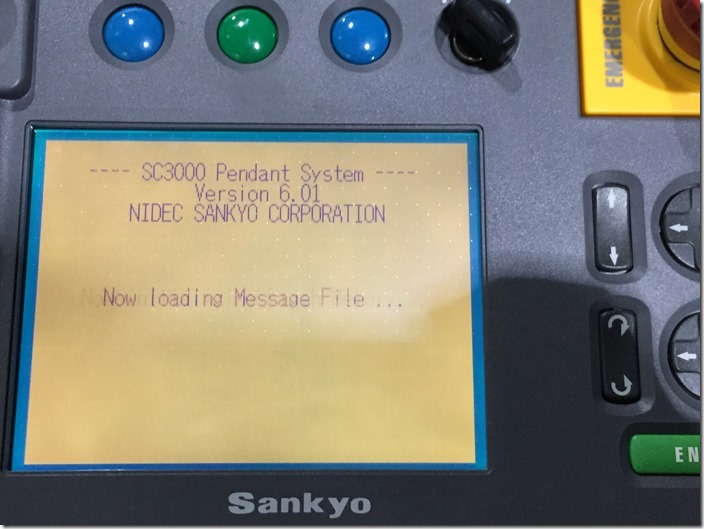 EMERGENC
---- SC3000 Pendant System ----
Version 6.01
NIDEC SANKYO CORPORATION
Now loading Message File ...
EN
Sankyo